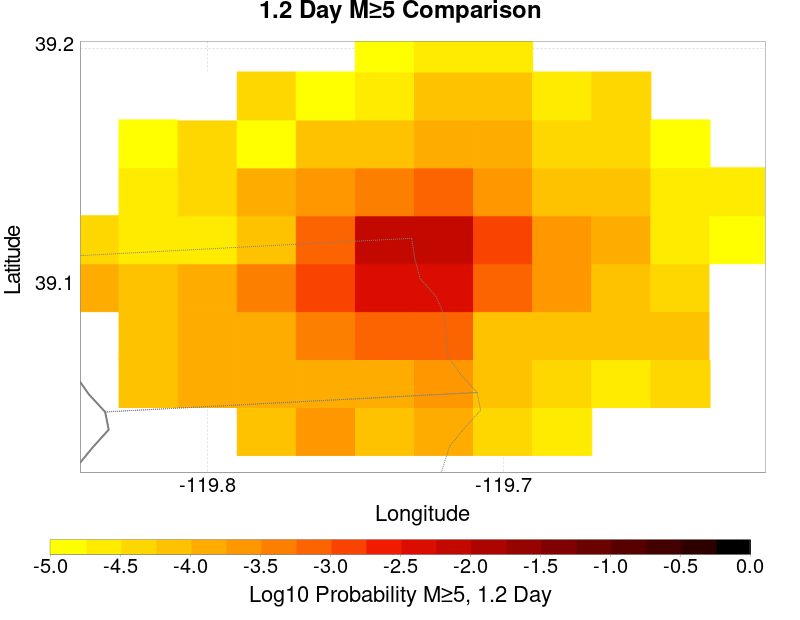 1.2 Day M≥5 Comparison
39.2
39.1
Latitude
-119.8 -119.7
Longitude
-5.0 -4.5 -4.0 -3.5 -3.0 -2.5 -2.0 -1.5 -1.0 -0.5 0.0
Log10 Probability M≥5, 1.2 Day